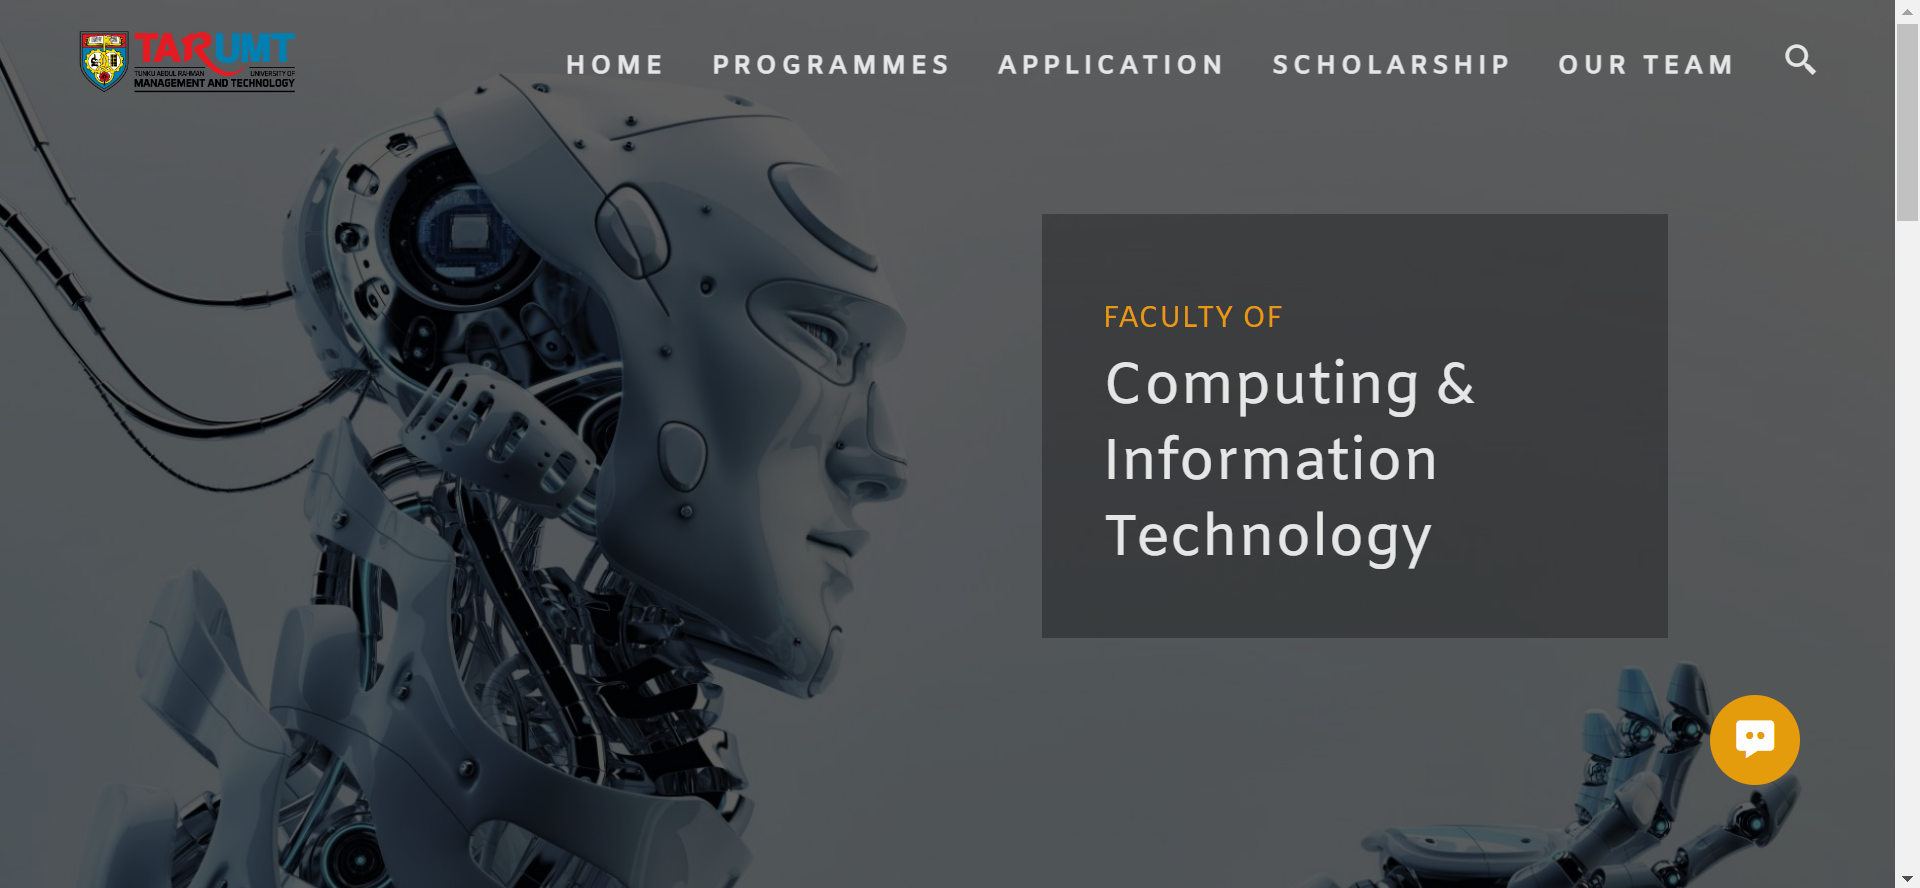 TARUMT
TUNKU ABDUL RAHMAN UNIVERSITY OF
MANAGEMENT AND TECHNOLOGY
HOME PROGRAMMES APPLICATION SCHOLARSHIP OUR TEAM
FACULTY OF
Computing &
Information
Technology